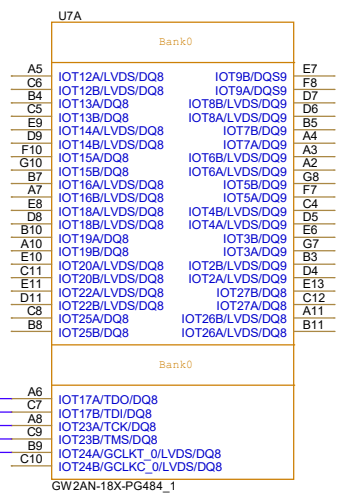 U7A
Bank0
A5 IOT12A/LVDS/DQ8 IOT9B/DQS9 E7
C6 IOT12B/LVDS/DQ8 IOT9A/DQS9 F8
B4 IOT13A/DQ8 IOT8B/LVDS/DQ9 D7
C5 IOT13B/DQ8 IOT8A/LVDS/DQ9 D6
E9 IOT14A/LVDS/DQ8 IOT7B/DQ9 B5
D9 IOT14B/LVDS/DQ8 IOT7A/DQ9 A4
F10 IOT15A/DQ8 IOT6B/LVDS/DQ9 A3
G10 IOT15B/DQ8 IOT6A/LVDS/DQ9 A2
B7 IOT16A/LVDS/DQ8 IOT5B/DQ9 G8
A7 IOT16B/LVDS/DQ8 IOT5A/DQ9 F7
E8 IOT18A/LVDS/DQ8 IOT4B/LVDS/DQ9 C4
D8 IOT18B/LVDS/DQ8 IOT4A/LVDS/DQ9 D5
B10 IOT19A/DQ8 IOT3B/DQ9 E6
A10 IOT19B/DQ8 IOT3A/DQ9 G7
E10 IOT20A/LVDS/DQ8 IOT2B/LVDS/DQ9 B3
C11 IOT20B/LVDS/DQ8 IOT2A/LVDS/DQ9 D4
E11 IOT22A/LVDS/DQ8 IOT27B/DQ8 E13
D11 IOT22B/LVDS/DQ8 IOT27A/DQ8 C12
C8 IOT25A/DQ8 IOT26B/LVDS/DQ8 A11
B8 IOT25B/DQ8 IOT26A/LVDS/DQ8 B11
Bank0
A6 IOT17A/TDO/DQ8
C7 IOT17B/TDI/DQ8
A8 IOT23A/TCK/DQ8
C9 IOT23B/TMS/DQ8
B9 IOT24A/GCLKT_0/LVDS/DQ8
C10 IOT24B/GCLKC_0/LVDS/DQ8
GW2AN-18X-PG484_1